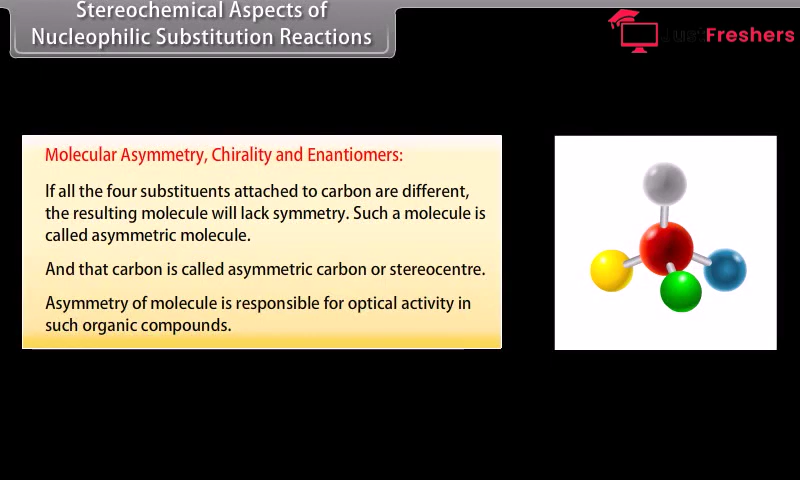 Stereochemical Aspects of
Nucleophilic Substitution Reactions
JustFreshers
Molecular Asymmetry, Chirality and Enantiomers:
If all the four substituents attached to carbon are different,
the resulting molecule will lack symmetry. Such a molecule is
called asymmetric molecule.
And that carbon is called asymmetric carbon or stereocentre.
Asymmetry of molecule is responsible for optical activity in
such organic compounds.